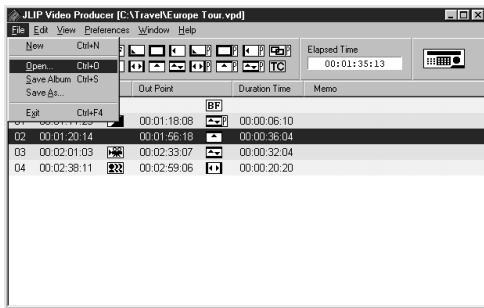 JLIP Video Producer [C:\Travel\Europe Tour.vpd]
File Edit View Preferences Window Help
New Ctrl+N
Open... Ctrl+O
Save Album Ctrl+S
Save As...
Exit Ctrl+F4
P P P P
P P P TC
Elapsed Time
00:01:35:13
Out Point Duration Time Memo
BF
00:01:18:08 P 00:00:06:10
02 00:01:20:14 00:01:56:18 00:00:36:04
03 00:02:01:03 00:02:33:07 00:00:32:04
04 00:02:38:11 00:02:59:06 00:00:20:20